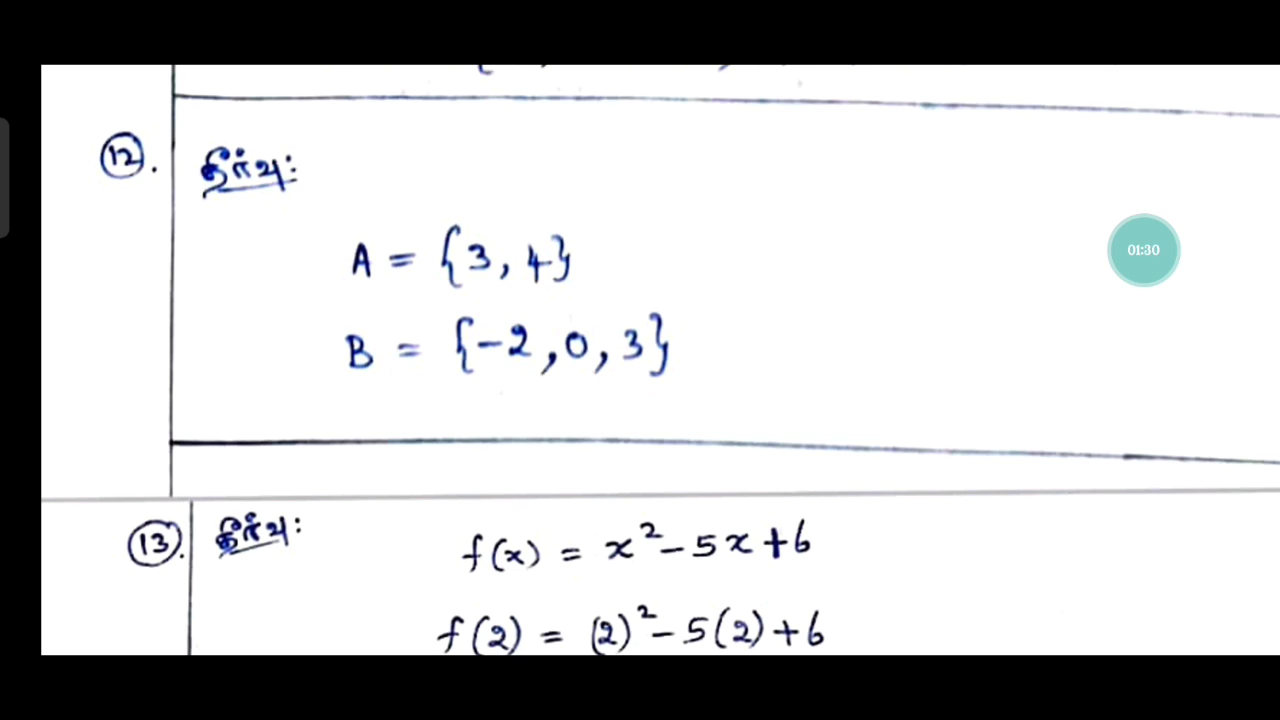 12.
தீர்வு:
A = {3, 4}
B = {-2, 0, 3}
01:30
13.
தீர்வு:
f(x) = x² - 5x + 6
f(2) = (2)² - 5(2) + 6